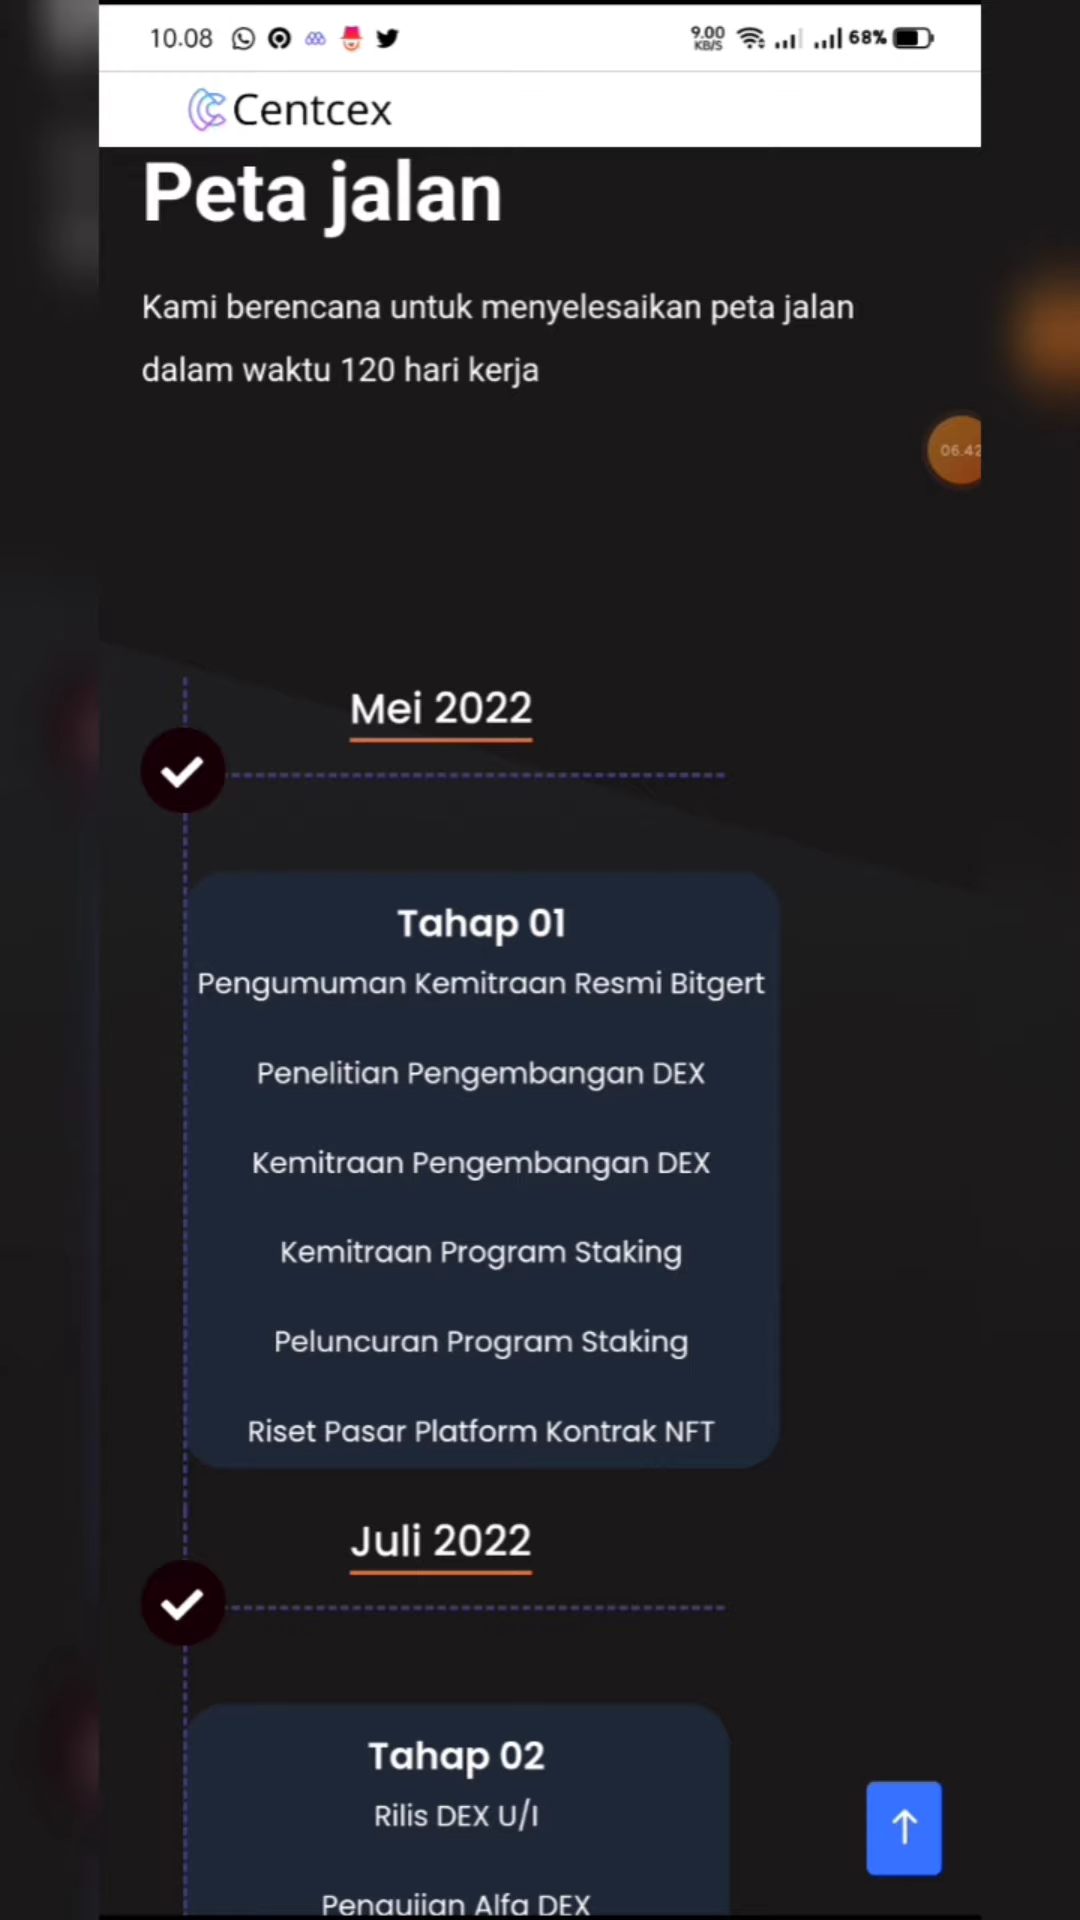 10.08
9.00
KB/S
68%
Centcex
Peta jalan
Kami berencana untuk menyelesaikan peta jalan
dalam waktu 120 hari kerja
06.42
Mei 2022
Tahap 01
Pengumuman Kemitraan Resmi Bitgert
Penelitian Pengembangan DEX
Kemitraan Pengembangan DEX
Kemitraan Program Staking
Peluncuran Program Staking
Riset Pasar Platform Kontrak NFT
Juli 2022
Tahap 02
Rilis DEX U/I
Pengujian Alfa DEX